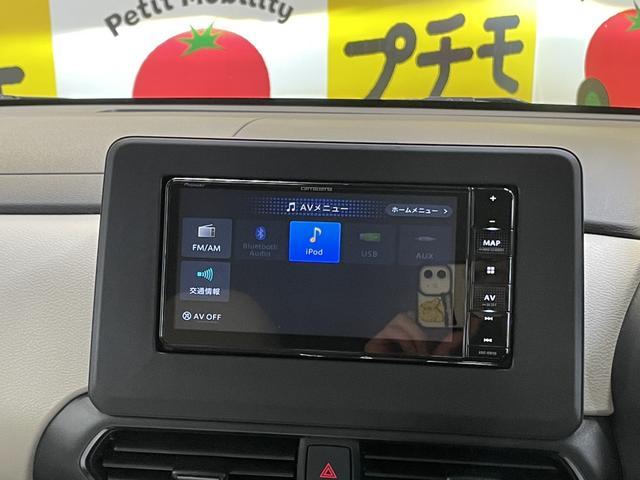 Petit Mobility
プチモ
Pioneer
carrozzeria
AVメニュー
ホームメニュー
FM/AM
Bluetooth Audio
iPod
USB
AUX
交通情報
AV OFF
+
-
MAP
AV